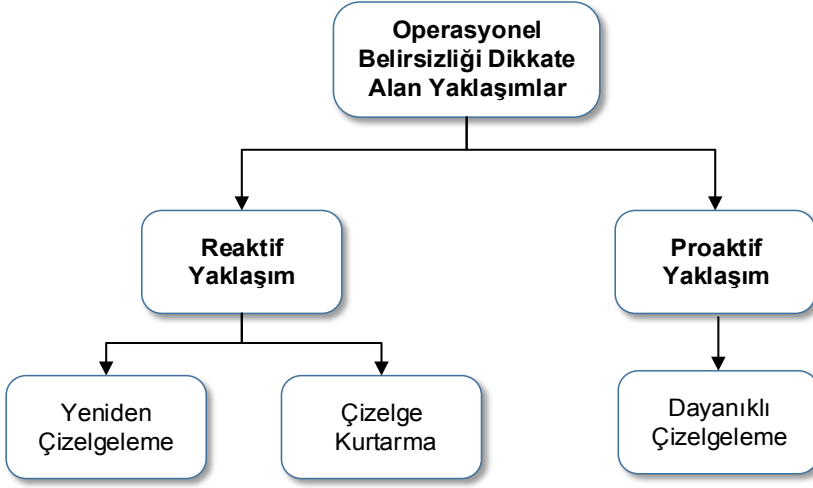 Operasyonel
Belirsizliği Dikkate
Alan Yaklaşımlar
Reaktif
Yaklaşım
Proaktif
Yaklaşım
Yeniden
Çizelgeleme
Çizelge
Kurtarma
Dayanıklı
Çizelgeleme